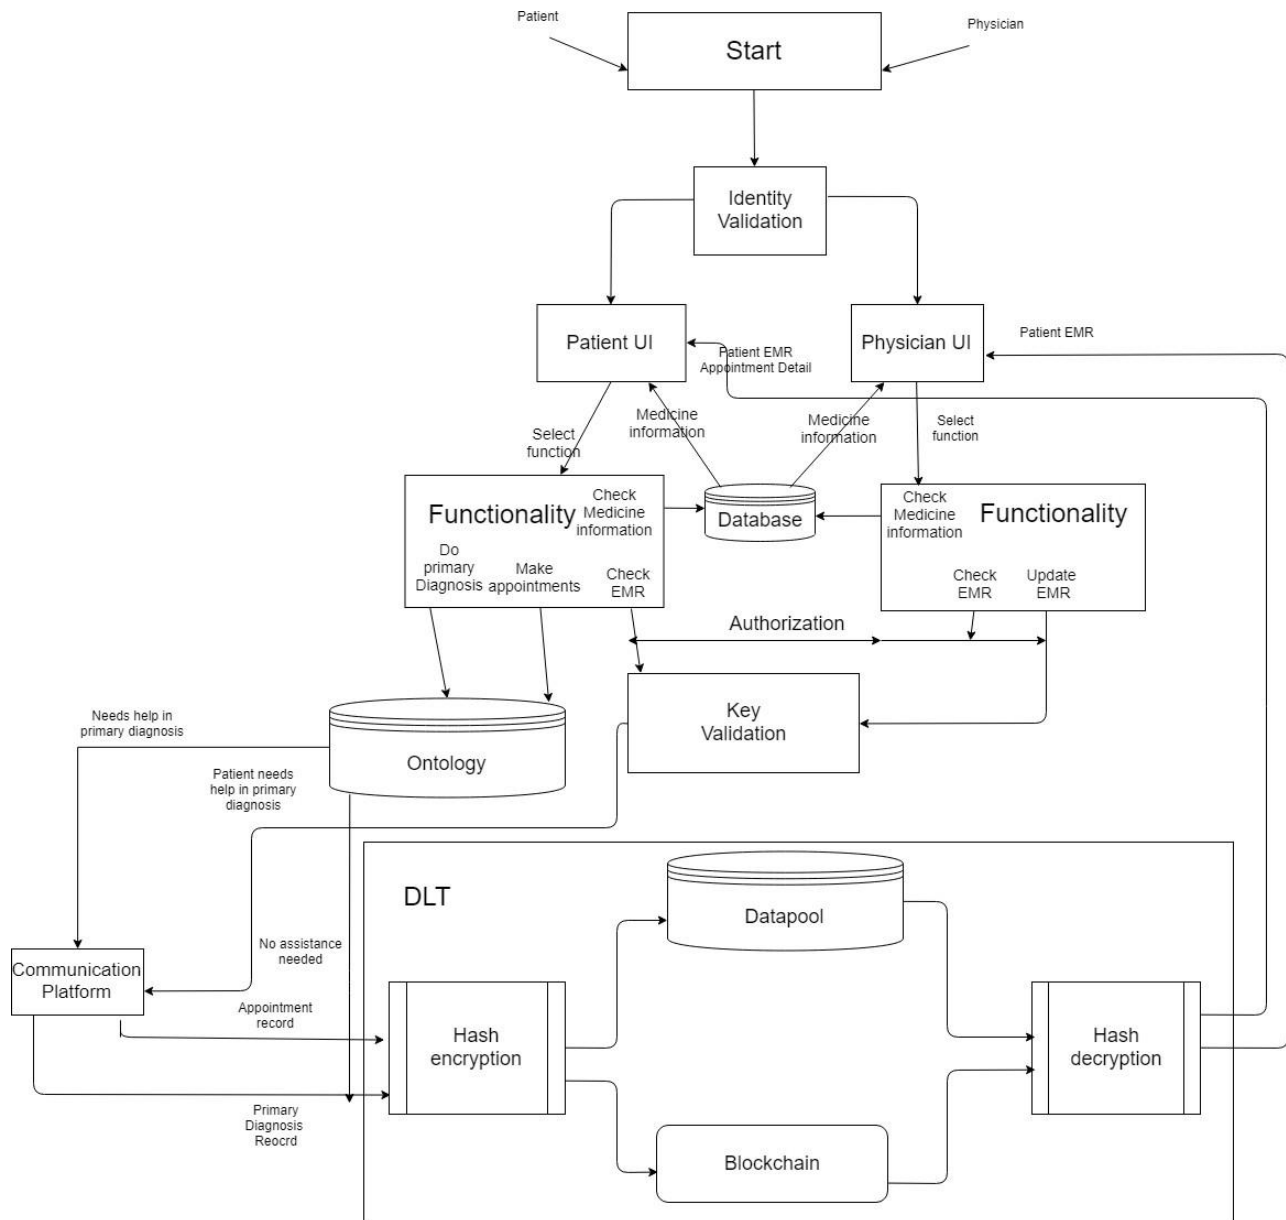 Patient
Physician
Start
Identity
Validation
Patient UI
Physician UI
Patient EMR
Patient EMR
Appointment Detail
Select
function
Medicine
information
Medicine
information
Select
function
Functionality
Check
Medicine
information
Do
primary
Diagnosis
Make
appointments
Check
EMR
Database
Check
Medicine
information
Functionality
Check
EMR
Update
EMR
Authorization
Key
Validation
Ontology
Needs help in
primary diagnosis
Patient needs
help in primary
diagnosis
DLT
Datapool
No assistance
needed
Communication
Platform
Appointment
record
Hash
encryption
Hash
decryption
Primary
Diagnosis
Reocrd
Blockchain